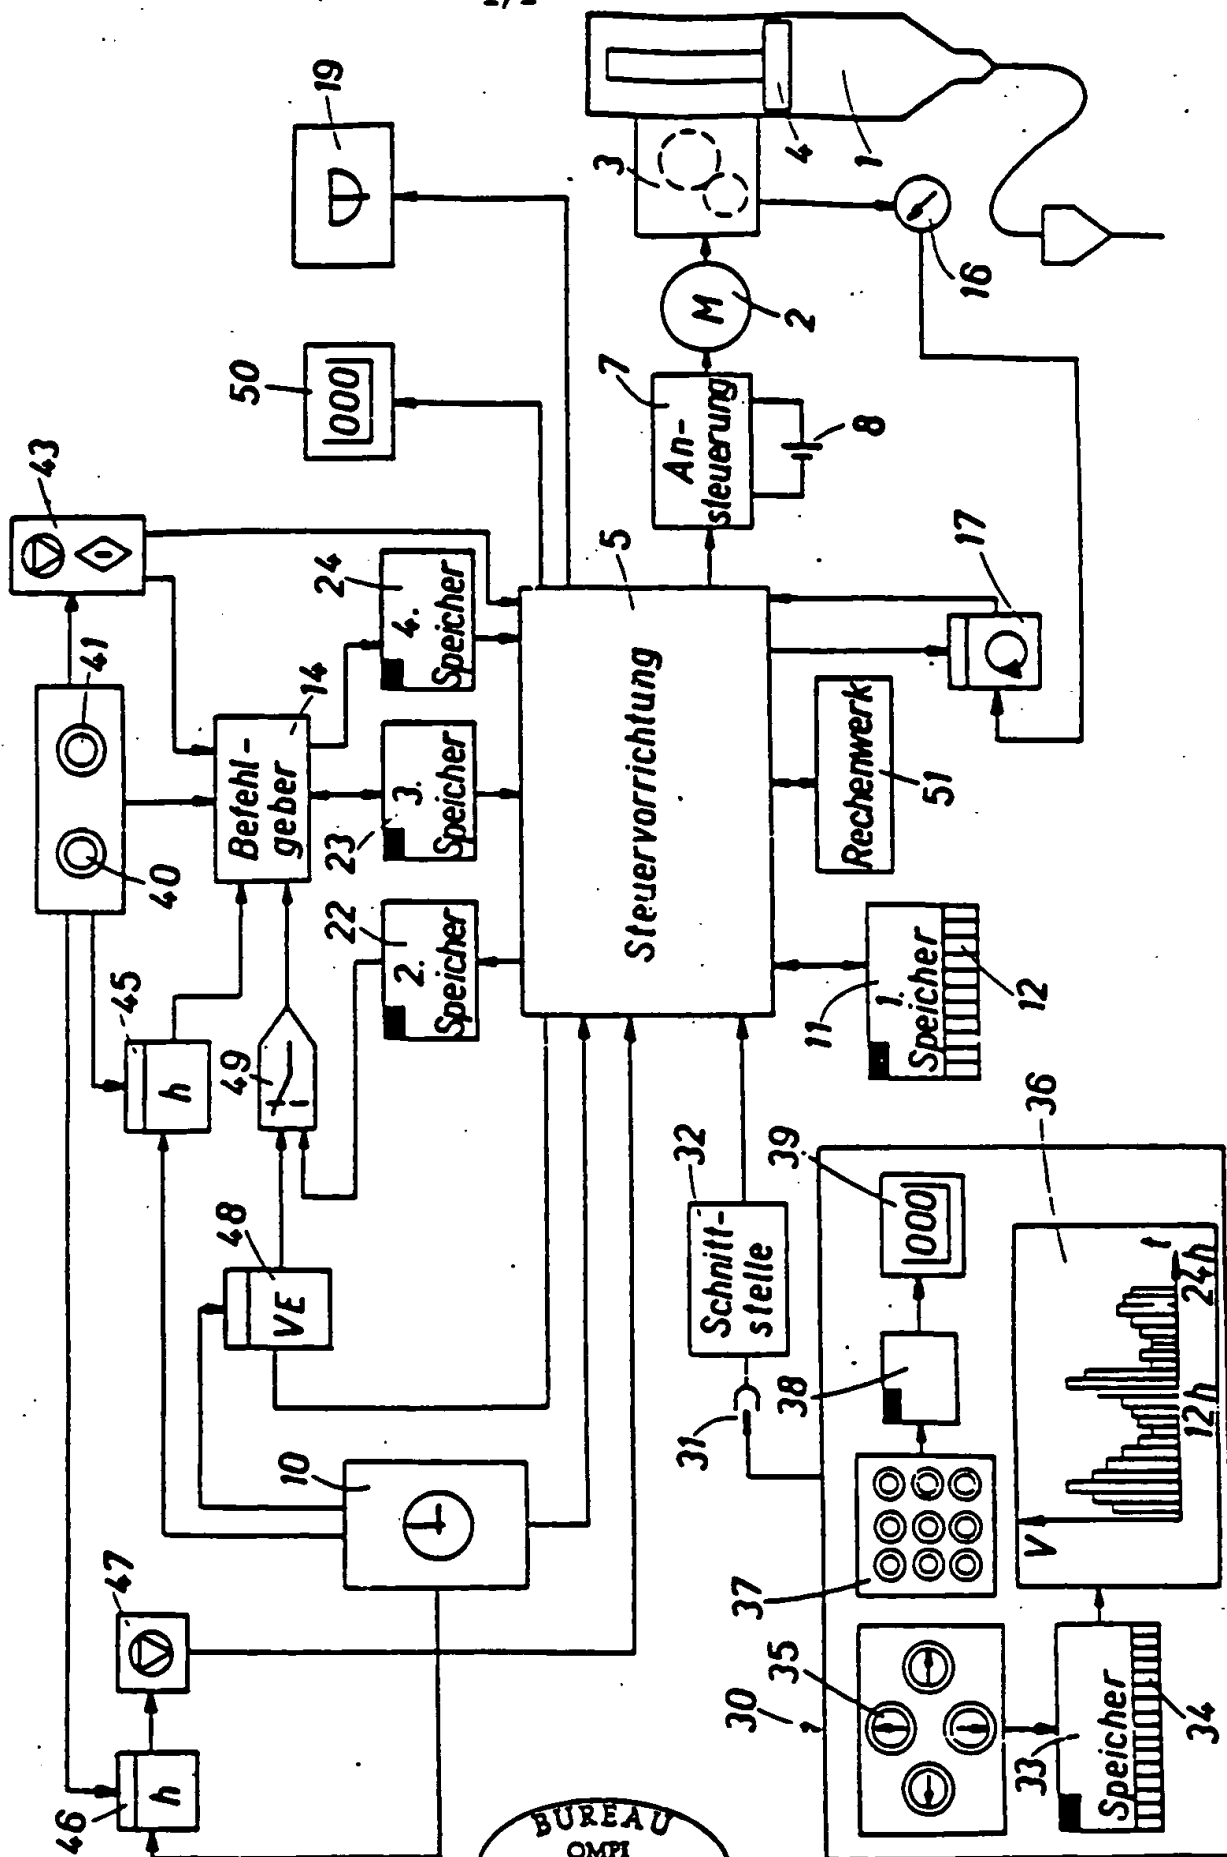 46
h
47
10
48
VE
49
45
h
40
41
43
Befehl-
geber
14
22
2.
Speicher
23
3.
Speicher
24
4.
Speicher
50
000
19
Steuervorrichtung
5
An-
steuerung
7
8
M
2
3
4
1
16
17
Rechenwerk
51
11
1.
Speicher
12
Schnitt-
stelle
32
31
30
35
33
Speicher
34
37
38
39
000
36
V
12h
24h
t
BUREAU
OMPI